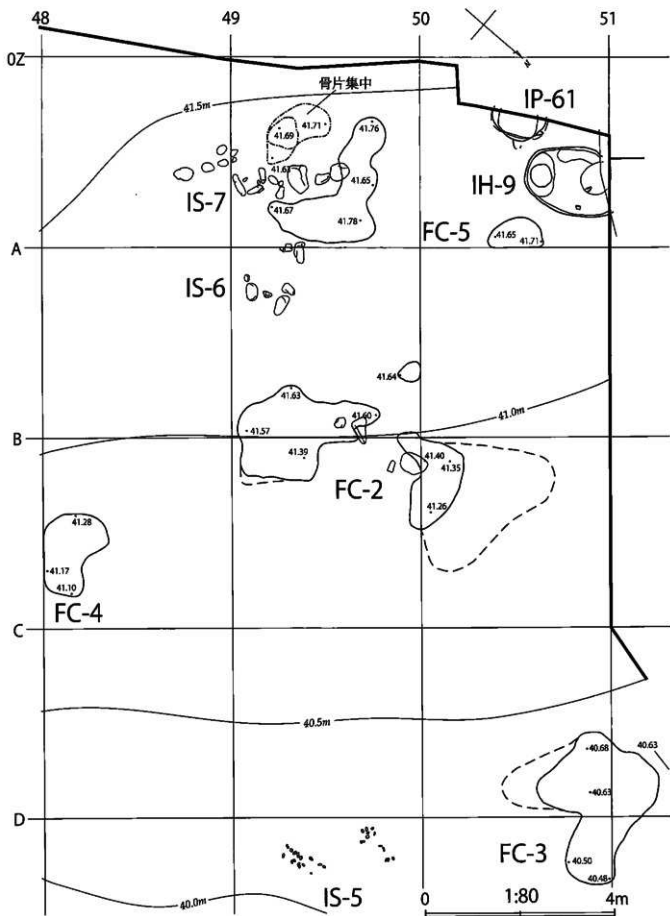 48 49 50 51
OZ
IP-61
骨片集中
41.5m
41.71
41.76
41.69
41.63
IH-9
41.65
IS-7
41.67
41.78
FC-5
41.65
41.71
A
IS-6
41.64
41.63
41.0m
41.60
41.57
B
41.39
41.40
41.35
FC-2
41.26
41.28
41.17
41.10
FC-4
C
40.5m
40.68
40.63
40.63
D
FC-3
40.50
40.48
IS-5
40.0m
0 1:80 4m